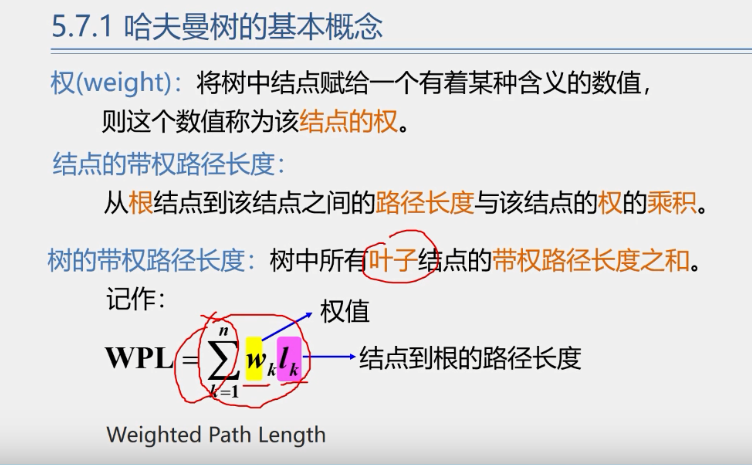 5.7.1 哈夫曼树的基本概念
权(weight)：将树中结点赋给一个有着某种含义的数值，
则这个数值称为该结点的权。
结点的带权路径长度：
从根结点到该结点之间的路径长度与该结点的权的乘积。
树的带权路径长度：树中所有叶子结点的带权路径长度之和。
记作：
权值
WPL = ∑ₖ₌₁ⁿ wₖlₖ
结点到根的路径长度
Weighted Path Length